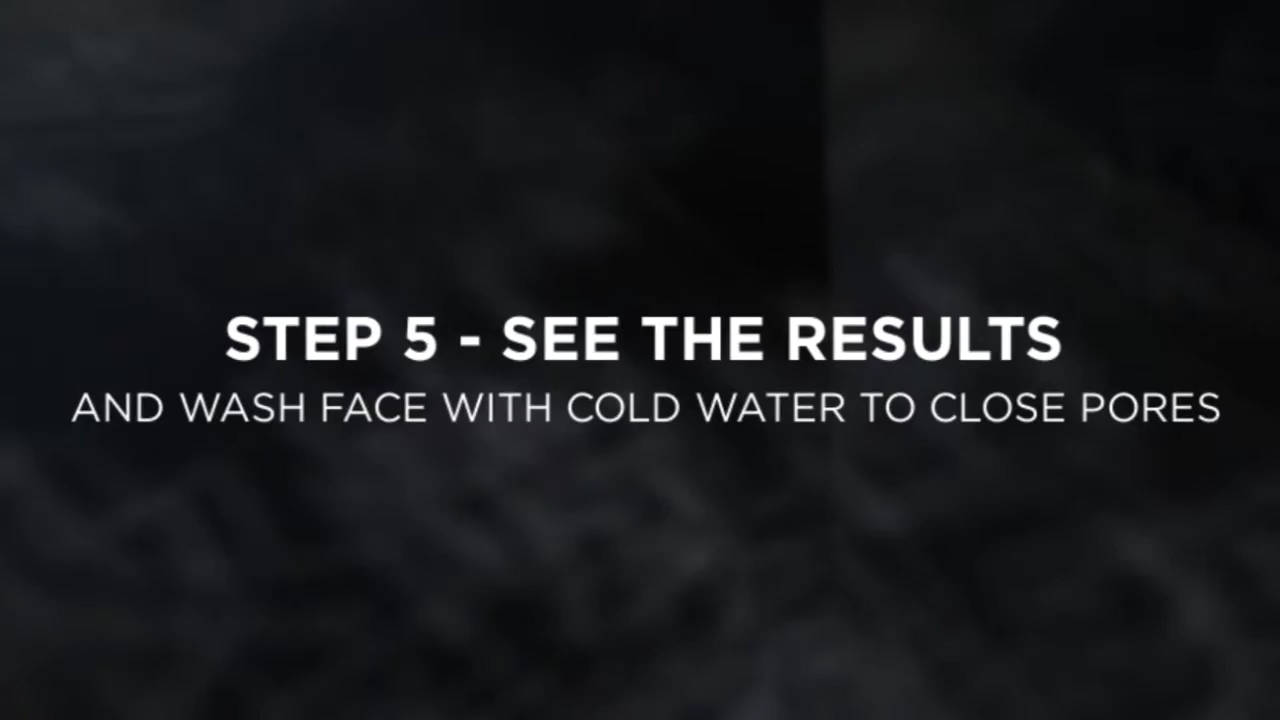 STEP 5 - SEE THE RESULTS
AND WASH FACE WITH COLD WATER TO CLOSE PORES